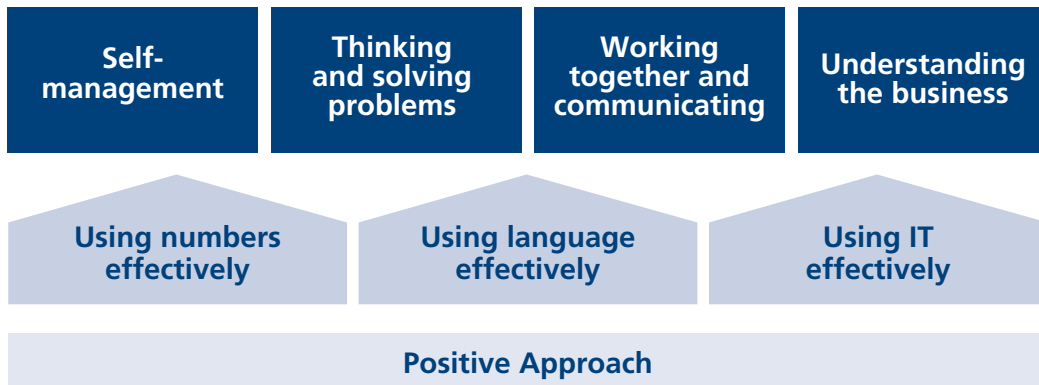 Self-
management
Thinking
and solving
problems
Working
together and
communicating
Understanding
the business
Using numbers
effectively
Using language
effectively
Using IT
effectively
Positive Approach